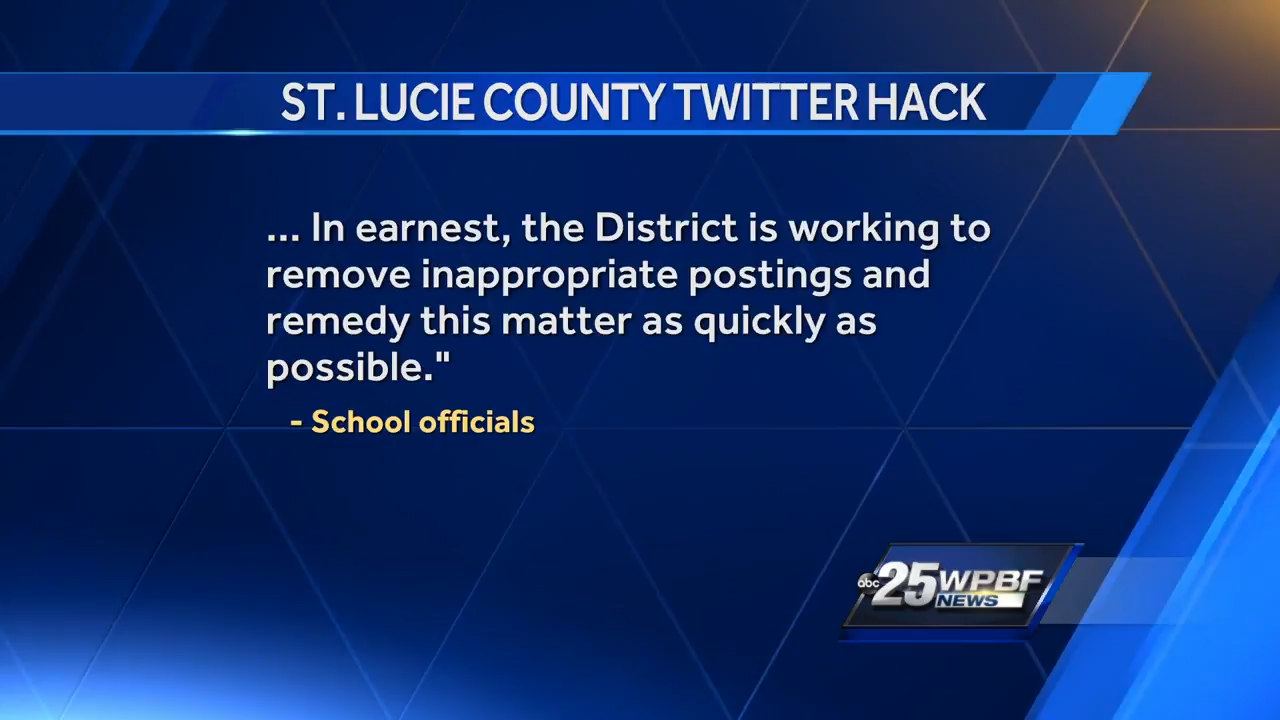 ST. LUCIE COUNTY TWITTER HACK
... In earnest, the District is working to
remove inappropriate postings and
remedy this matter as quickly as
possible."
- School officials
abc 25 WPBF
NEWS